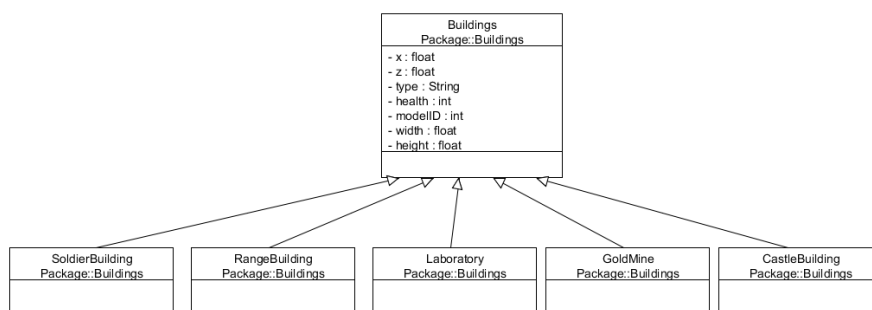 Buildings
Package::Buildings
- x : float
- z : float
- type : String
- health : int
- modelID : int
- width : float
- height : float
SoldierBuilding
Package::Buildings
RangeBuilding
Package::Buildings
Laboratory
Package::Buildings
GoldMine
Package::Buildings
CastleBuilding
Package::Buildings